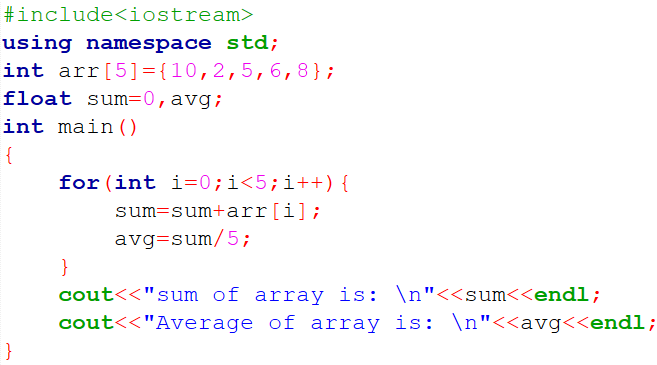 #include<iostream>
using namespace std;
int arr[5]={10,2,5,6,8};
float sum=0,avg;
int main()
{
    for(int i=0;i<5;i++){
        sum=sum+arr[i];
        avg=sum/5;
    }
    cout<<"sum of array is: \n"<<sum<<endl;
    cout<<"Average of array is: \n"<<avg<<endl;
}